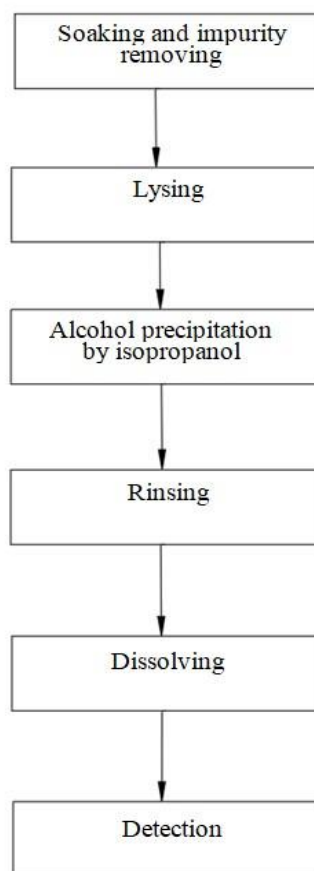 Soaking and impurity
removing
Lysing
Alcohol precipitation
by isopropanol
Rinsing
Dissolving
Detection